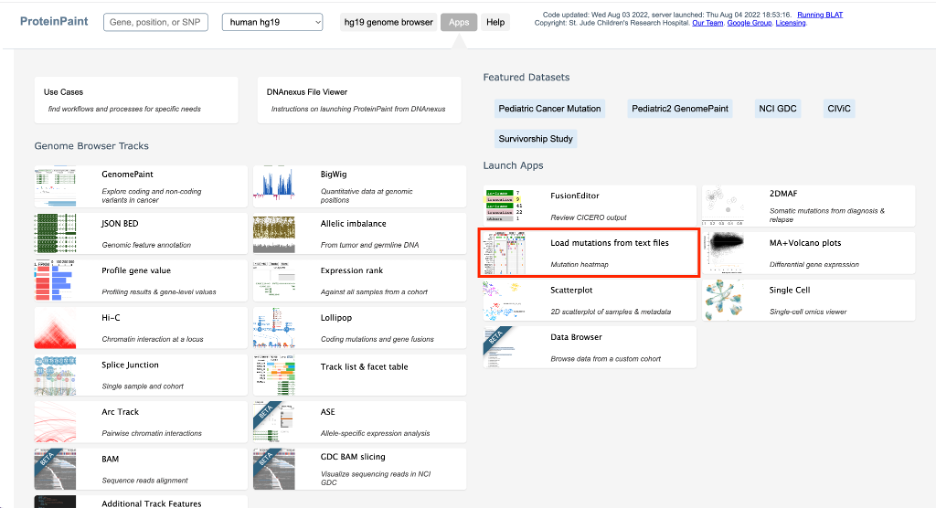 ProteinPaint
Gene, position, or SNP
human hg19
hg19 genome browser
Apps
Help
Code updated: Wed Aug 03 2022, server launched: Thu Aug 04 2022 18:53:16. Running BLAT
Copyright: St. Jude Children's Research Hospital. Our Team. Google Group. Licensing.
Use Cases
find workflows and processes for specific needs
DNAnexus File Viewer
Instructions on launching ProteinPaint from DNAnexus
Genome Browser Tracks
GenomePaint
Explore coding and non-coding
variants in cancer
BigWig
Quantitative data at genomic
positions
JSON BED
Genomic feature annotation
Allelic imbalance
From tumor and germline DNA
Profile gene value
Profiling results & gene-level values
Expression rank
Against all samples from a cohort
Hi-C
Chromatin interaction at a locus
Lollipop
Coding mutations and gene fusions
Splice Junction
Single sample and cohort
Track list & facet table
Arc Track
Pairwise chromatin interactions
BETA
ASE
Allele-specific expression analysis
BETA
BAM
Sequence reads alignment
BETA
GDC BAM slicing
Visualize sequencing reads in NCI
GDC
Additional Track Features
Featured Datasets
Pediatric Cancer Mutation
Pediatric2 GenomePaint
NCI GDC
CIViC
Survivorship Study
Launch Apps
FusionEditor
Review CICERO output
2DMAF
Somatic mutations from diagnosis &
relapse
Load mutations from text files
Mutation heatmap
MA+Volcano plots
Differential gene expression
Scatterplot
2D scatterplot of samples & metadata
Single Cell
Single-cell omics viewer
BETA
Data Browser
Browse data from a custom cohort